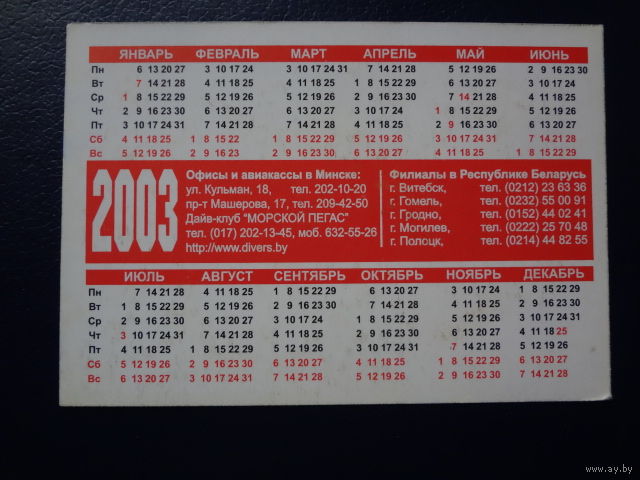 ЯНВАРЬ ФЕВРАЛЬ МАРТ АПРЕЛЬ МАЙ ИЮНЬ
Пн 6 13 20 27 3 10 17 24 3 10 17 24 31 7 14 21 28 5 12 19 26 2 9 16 23 30
Вт 7 14 21 28 4 11 18 25 4 11 18 25 1 8 15 22 29 6 13 20 27 3 10 17 24
Ср 1 8 15 22 29 5 12 19 26 5 12 19 26 2 9 16 23 30 7 14 21 28 4 11 18 25
Чт 2 9 16 23 30 6 13 20 27 6 13 20 27 3 10 17 24 1 8 15 22 29 5 12 19 26
Пт 3 10 17 24 31 7 14 21 28 7 14 21 28 4 11 18 25 2 9 16 23 30 6 13 20 27
Сб 4 11 18 25 1 8 15 22 1 8 15 22 29 5 12 19 26 3 10 17 24 31 7 14 21 28
Вс 5 12 19 26 2 9 16 23 2 9 16 23 30 6 13 20 27 4 11 18 25 1 8 15 22 29
2003
Офисы и авиакассы в Минске:
ул. Кульман, 18, тел. 202-10-20
пр-т Машерова, 17, тел. 209-42-50
Дайв-клуб "МОРСКОЙ ПЕГАС"
тел. (017) 202-13-45, моб. 632-55-26
http://www.divers.by
Филиалы в Республике Беларусь
г. Витебск, тел. (0212) 23 63 36
г. Гомель, тел. (0232) 55 00 91
г. Гродно, тел. (0152) 44 02 41
г. Могилев, тел. (0222) 25 70 48
г. Полоцк, тел. (0214) 44 82 55
ИЮЛЬ АВГУСТ СЕНТЯБРЬ ОКТЯБРЬ НОЯБРЬ ДЕКАБРЬ
Пн 7 14 21 28 4 11 18 25 1 8 15 22 29 6 13 20 27 3 10 17 24 1 8 15 22 29
Вт 1 8 15 22 29 5 12 19 26 2 9 16 23 30 7 14 21 28 4 11 18 25 2 9 16 23 30
Ср 2 9 16 23 30 6 13 20 27 3 10 17 24 1 8 15 22 29 5 12 19 26 3 10 17 24 31
Чт 3 10 17 24 31 7 14 21 28 4 11 18 25 2 9 16 23 30 6 13 20 27 4 11 18 25
Пт 4 11 18 25 1 8 15 22 29 5 12 19 26 3 10 17 24 31 7 14 21 28 5 12 19 26
Сб 5 12 19 26 2 9 16 23 30 6 13 20 27 4 11 18 25 1 8 15 22 29 6 13 20 27
Вс 6 13 20 27 3 10 17 24 31 7 14 21 28 5 12 19 26 2 9 16 23 30 7 14 21 28
www.ay.by